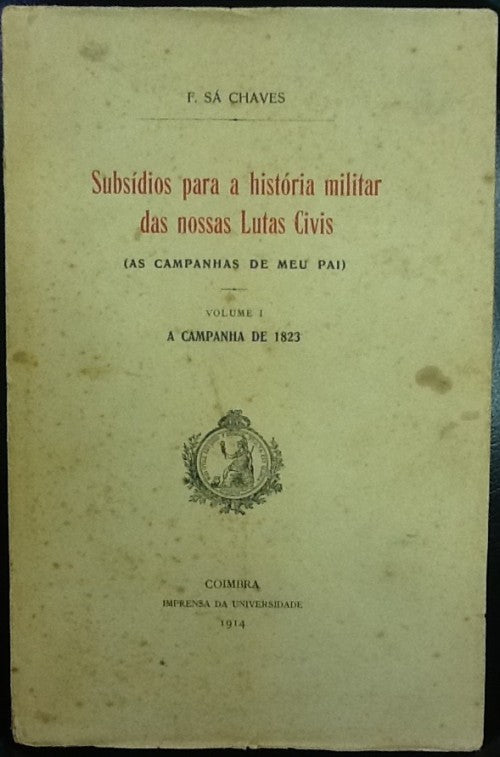 F. SÁ CHAVES
Subsídios para a história militar
das nossas Lutas Civis
(AS CAMPANHAS DE MEU PAI)
VOLUME I
A CAMPANHA DE 1823
COIMBRA
IMPRENSA DA UNIVERSIDADE
1914